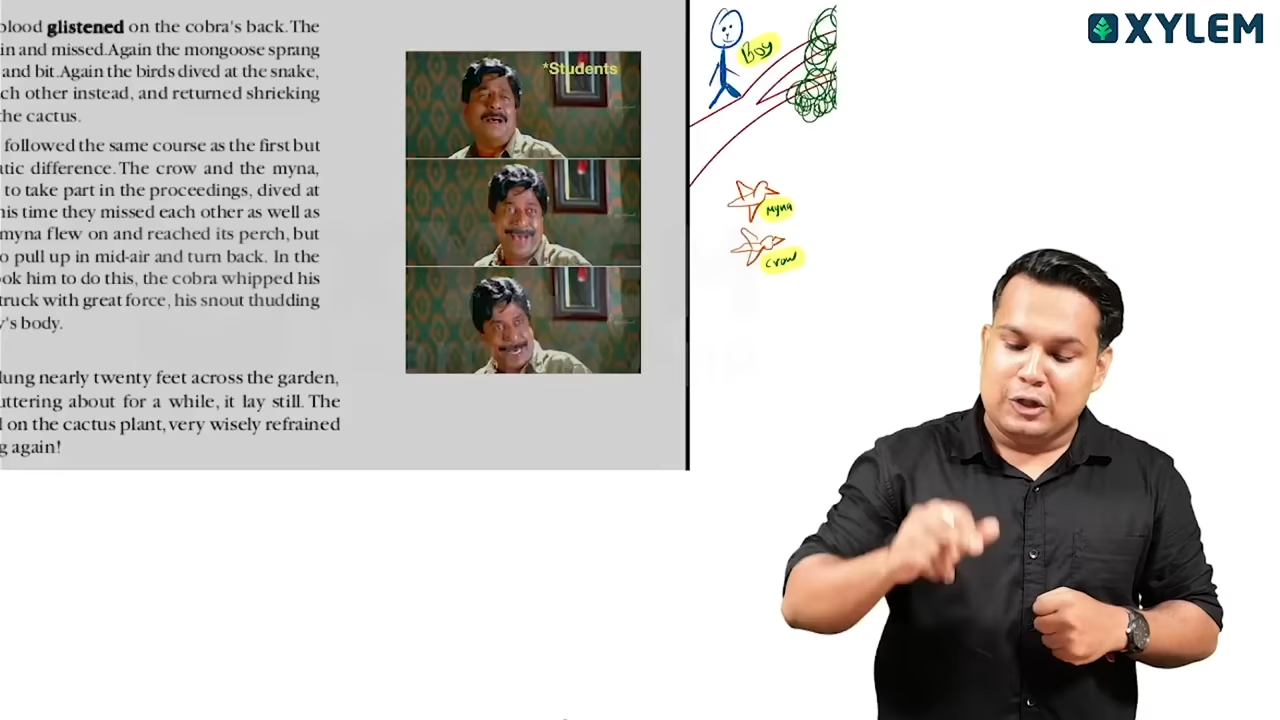 blood glistened on the cobra's back. The
in and missed. Again the mongoose sprang
and bit. Again the birds dived at the snake,
ch other instead, and returned shrieking
the cactus.
followed the same course as the first but
atic difference. The crow and the myna,
to take part in the proceedings, dived at
his time they missed each other as well as
myna flew on and reached its perch, but
o pull up in mid-air and turn back. In the
ook him to do this, the cobra whipped his
truck with great force, his snout thudding
w's body.
lung nearly twenty feet across the garden,
uttering about for a while, it lay still. The
l on the cactus plant, very wisely refrained
g again!
*Students
Boy
Myna
Crow
XYLEM